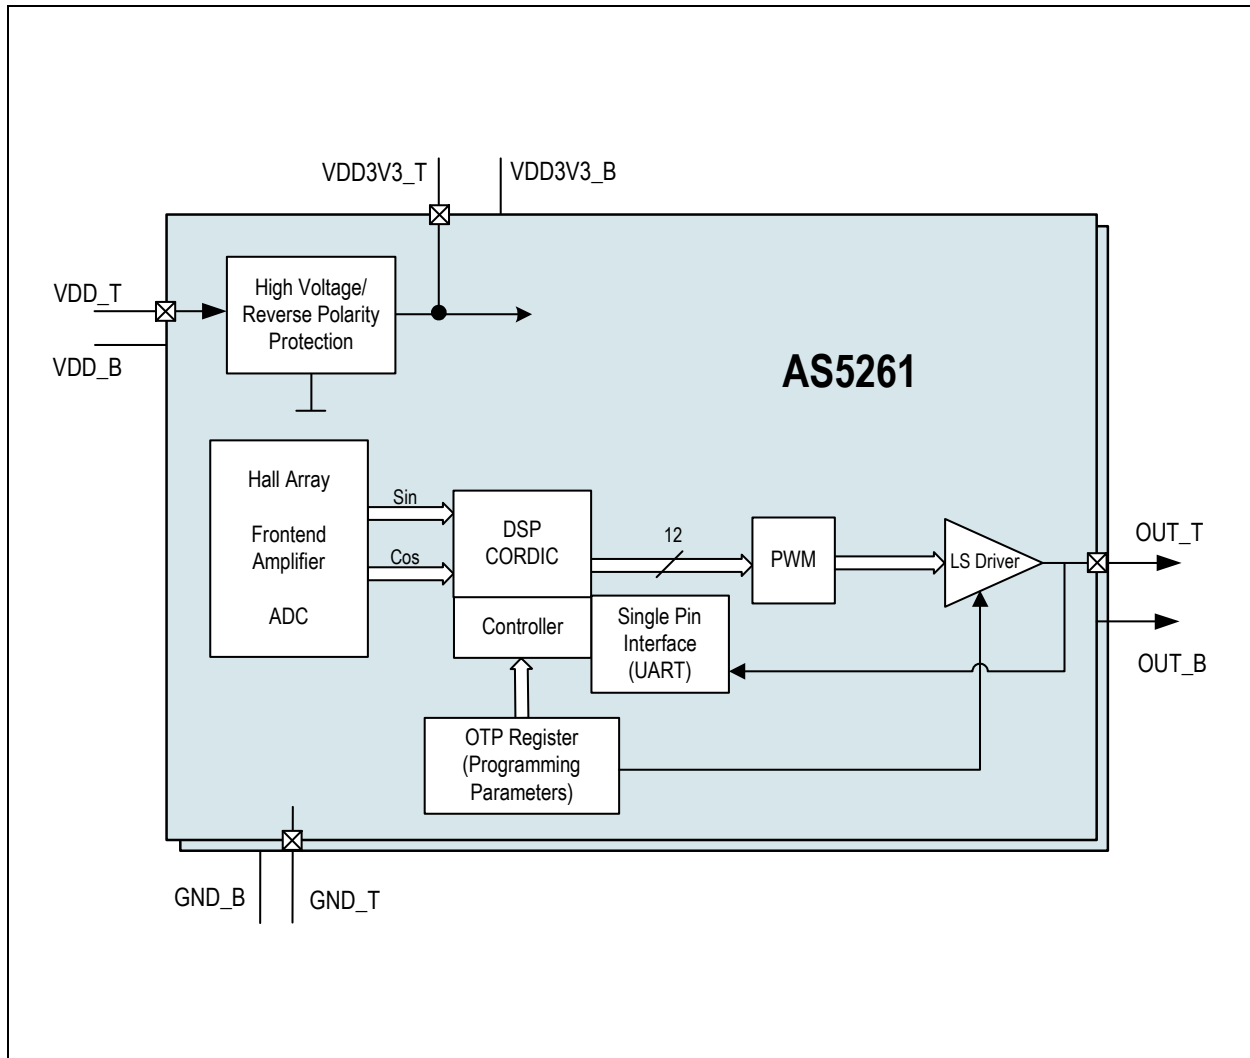 VDD3V3_T
VDD3V3_B
VDD_T
VDD_B
High Voltage/
Reverse Polarity
Protection
AS5261
Hall Array
Frontend
Amplifier
ADC
Sin
Cos
DSP
CORDIC
Controller
12
PWM
LS Driver
OUT_T
OUT_B
Single Pin
Interface
(UART)
OTP Register
(Programming
Parameters)
GND_B
GND_T